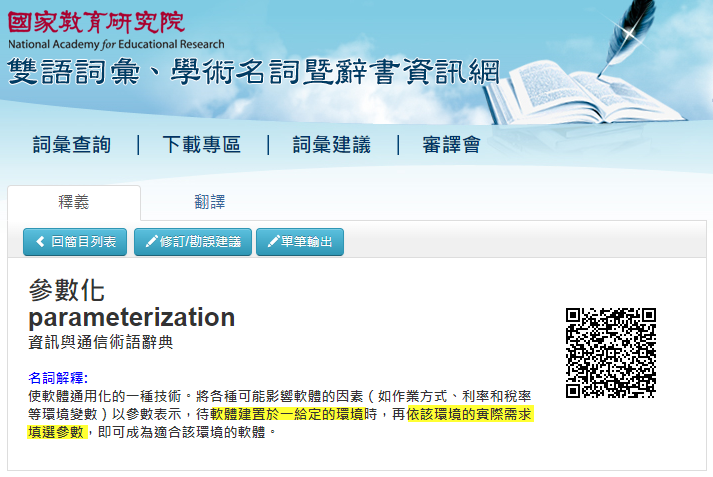 國家教育研究院
National Academy for Educational Research
雙語詞彙、學術名詞暨辭書資訊網
詞彙查詢 | 下載專區 | 詞彙建議 | 審譯會
釋義 翻譯
回簡目列表 修訂/勘誤建議 單筆輸出
參數化
parameterization
資訊與通信術語辭典
名詞解釋:
使軟體通用化的一種技術。將各種可能影響軟體的因素（如作業方式、利率和稅率
等環境變數）以參數表示，待軟體建置於一給定的環境時，再依該環境的實際需求
填選參數，即可成為適合該環境的軟體。